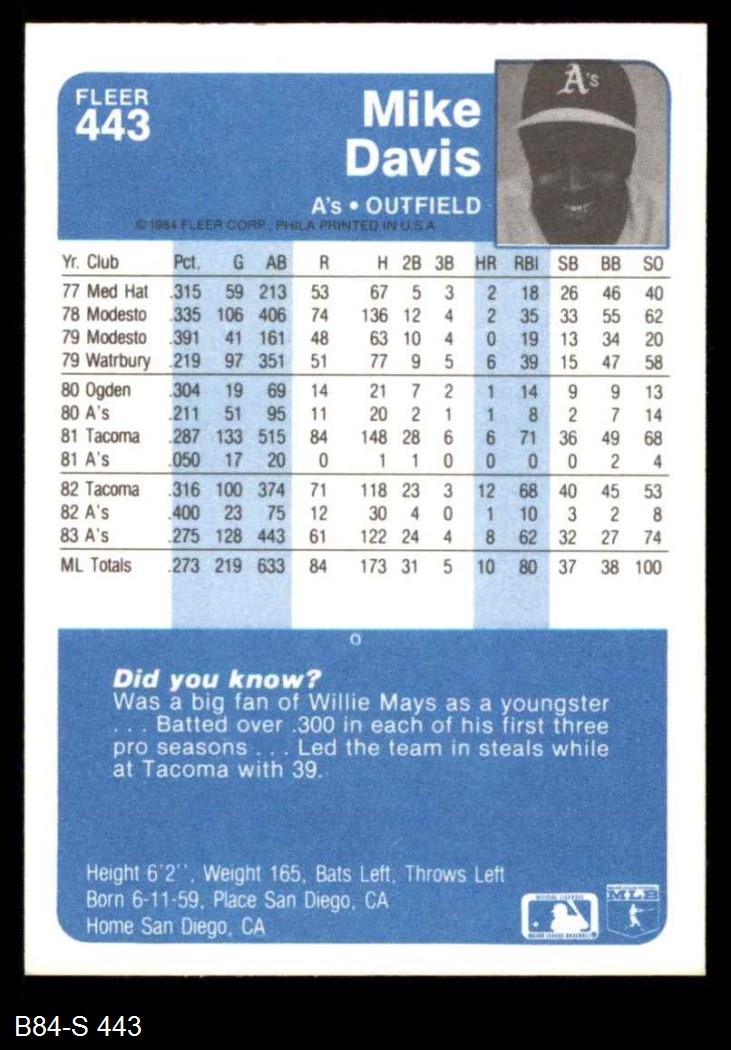 FLEER
443
Mike
Davis
A's • OUTFIELD
A's
© 1984 FLEER CORP., PHILA PRINTED IN U.S.A
Yr. Club Pct. G AB R H 2B 3B HR RBI SB BB SO
77 Med Hat .315 59 213 53 67 5 3 2 18 26 46 40
78 Modesto .335 106 406 74 136 12 4 2 35 33 55 62
79 Modesto .391 41 161 48 63 10 4 0 19 13 34 20
79 Watrbury .219 97 351 51 77 9 5 6 39 15 47 58
80 Ogden .304 19 69 14 21 7 2 1 14 9 9 13
80 A's .211 51 95 11 20 2 1 1 8 2 7 14
81 Tacoma .287 133 515 84 148 28 6 6 71 36 49 68
81 A's .050 17 20 0 1 1 0 0 0 0 2 4
82 Tacoma .316 100 374 71 118 23 3 12 68 40 45 53
82 A's .400 23 75 12 30 4 0 1 10 3 2 8
83 A's .275 128 443 61 122 24 4 8 62 32 27 74
ML Totals .273 219 633 84 173 31 5 10 80 37 38 100
Did you know?
Was a big fan of Willie Mays as a youngster
. . . Batted over .300 in each of his first three
pro seasons . . . Led the team in steals while
at Tacoma with 39.
Height 6'2'', Weight 165, Bats Left, Throws Left
Born 6-11-59, Place San Diego, CA
Home San Diego, CA
OFFICIAL LICENSEE
MAJOR LEAGUE BASEBALL
MLB
B84-S 443